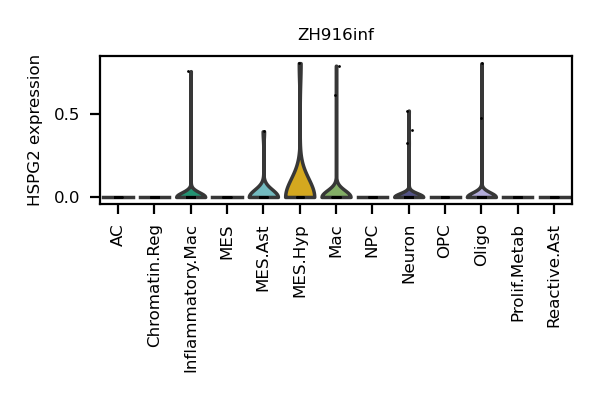 ZH916inf
HSPG2 expression
0.5
0.0
AC
Chromatin.Reg
Inflammatory.Mac
MES
MES.Ast
MES.Hyp
Mac
NPC
Neuron
OPC
Oligo
Prolif.Metab
Reactive.Ast